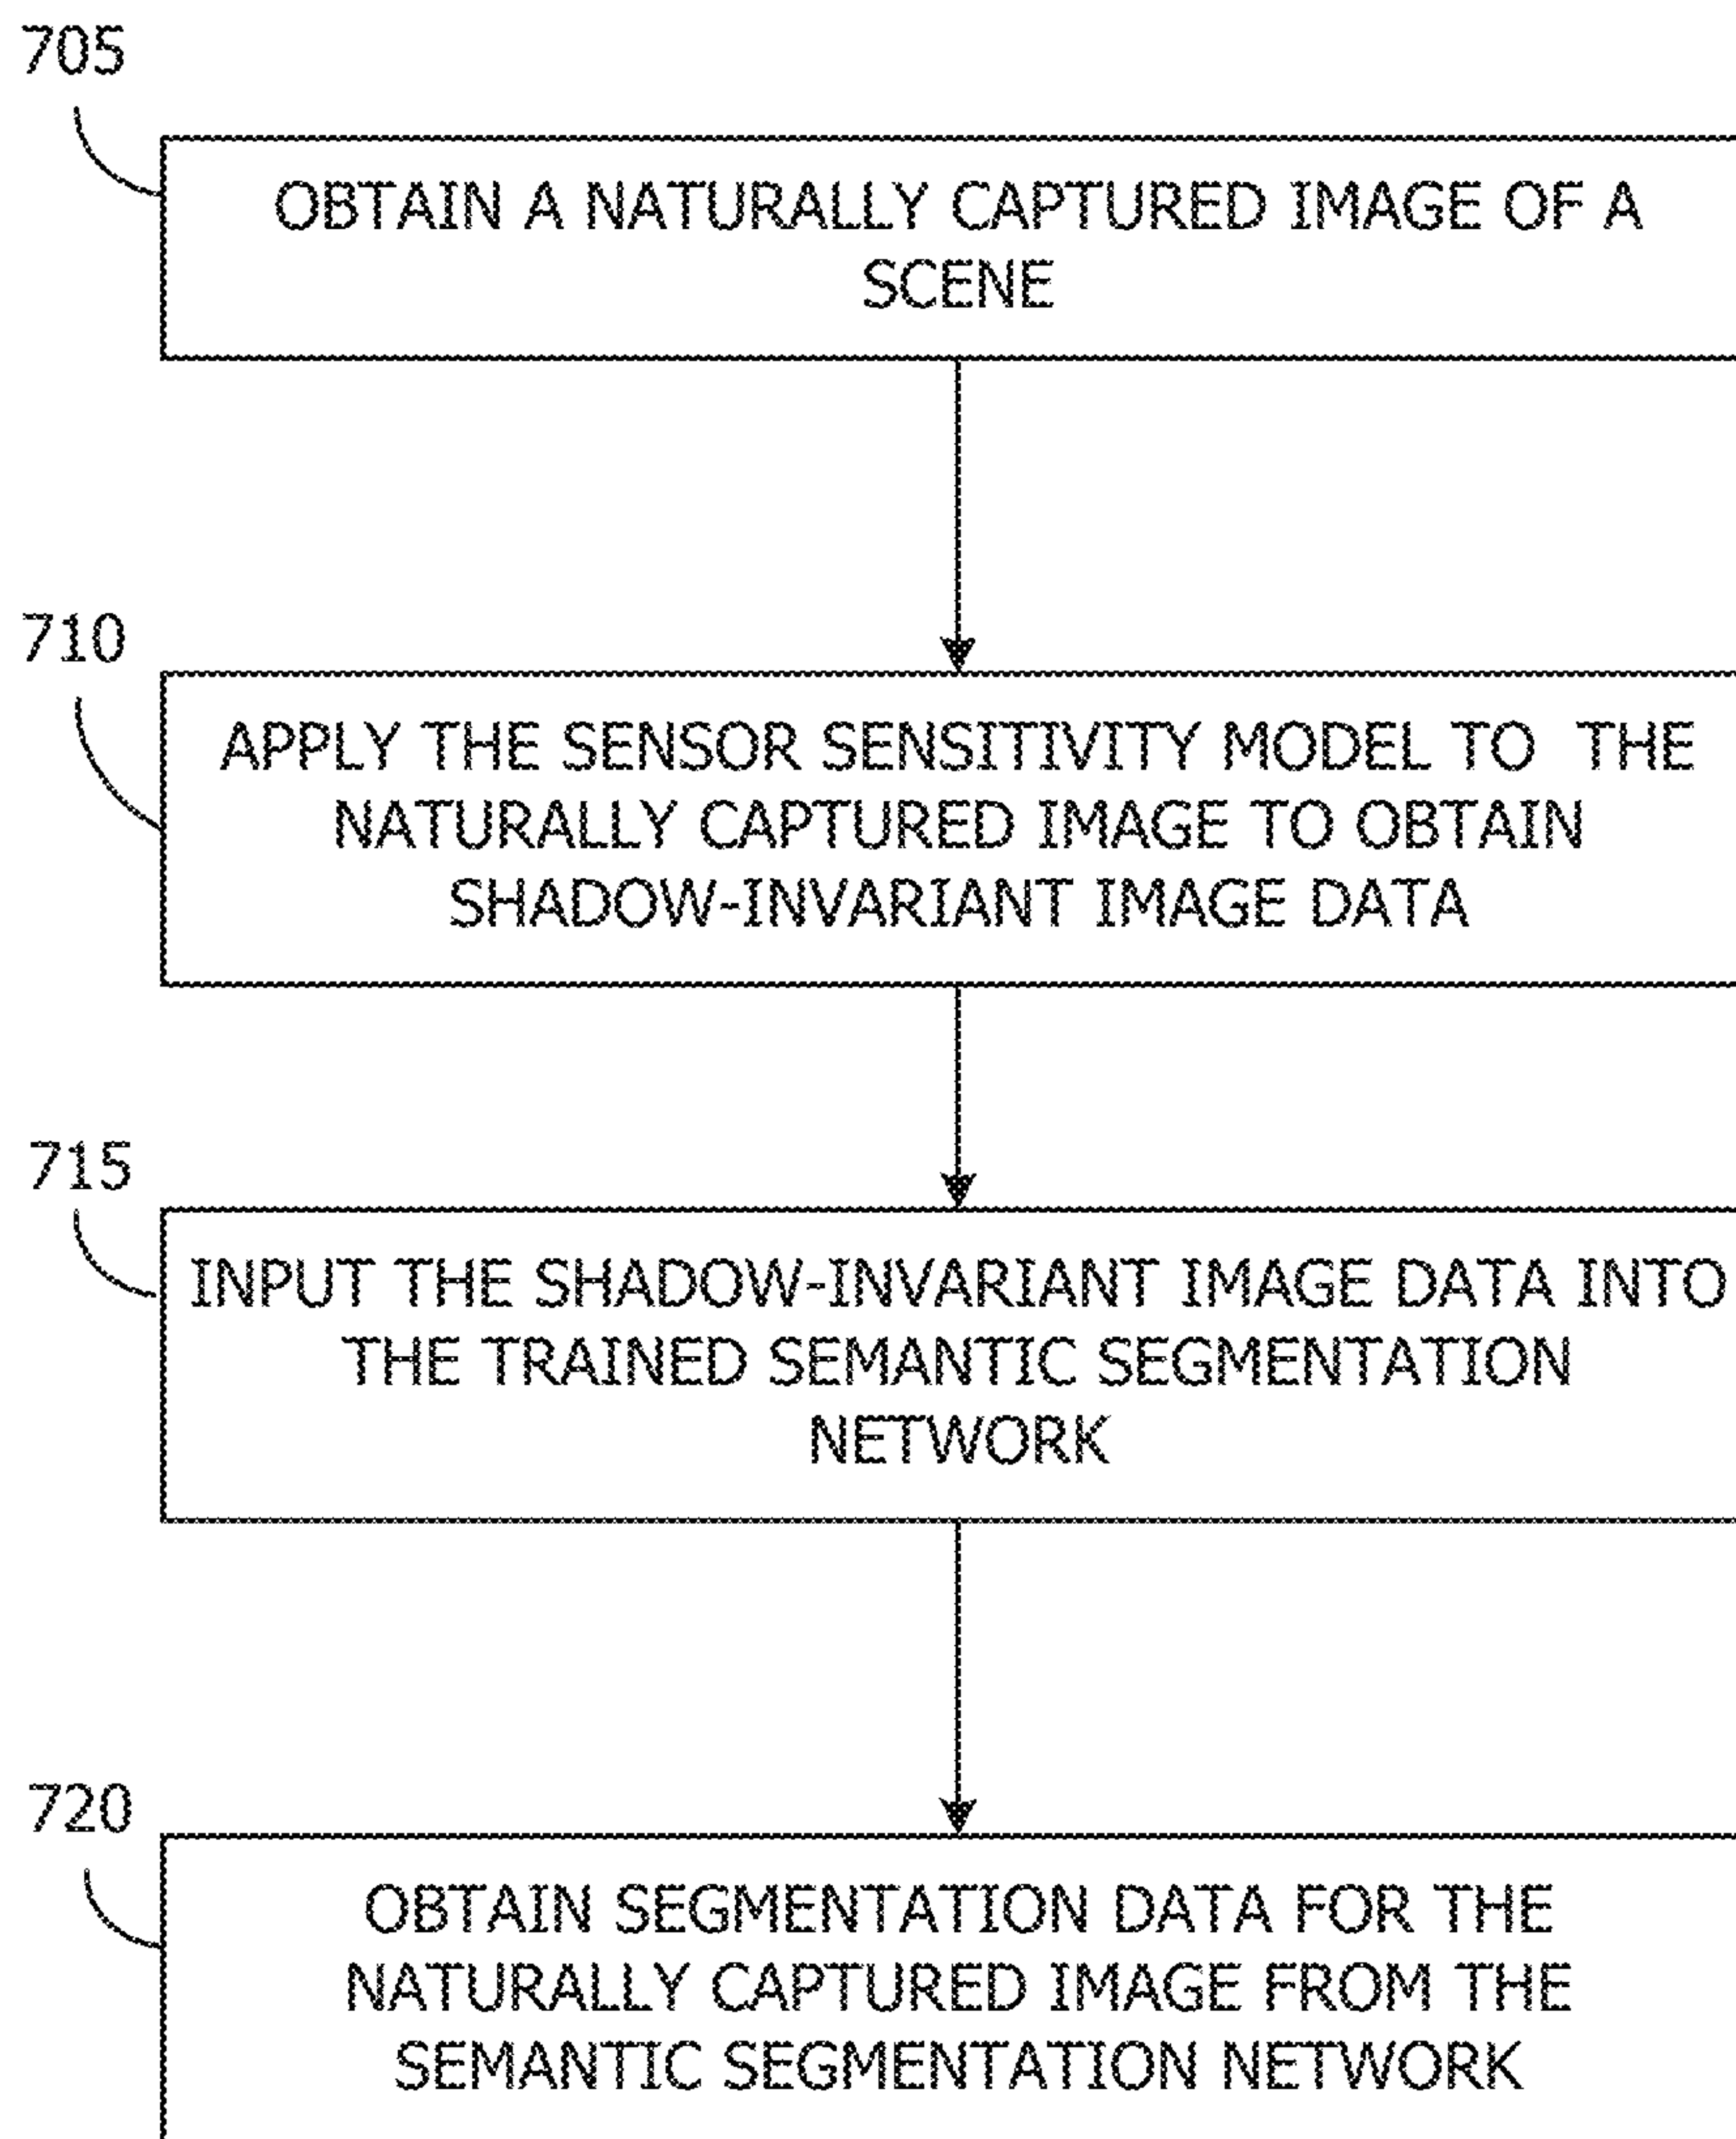 705
OBTAIN A NATURALLY CAPTURED IMAGE OF A
SCENE
710
APPLY THE SENSOR SENSITIVITY MODEL TO THE
NATURALLY CAPTURED IMAGE TO OBTAIN
SHADOW-INVARIANT IMAGE DATA
715
INPUT THE SHADOW-INVARIANT IMAGE DATA INTO
THE TRAINED SEMANTIC SEGMENTATION
NETWORK
720
OBTAIN SEGMENTATION DATA FOR THE
NATURALLY CAPTURED IMAGE FROM THE
SEMANTIC SEGMENTATION NETWORK